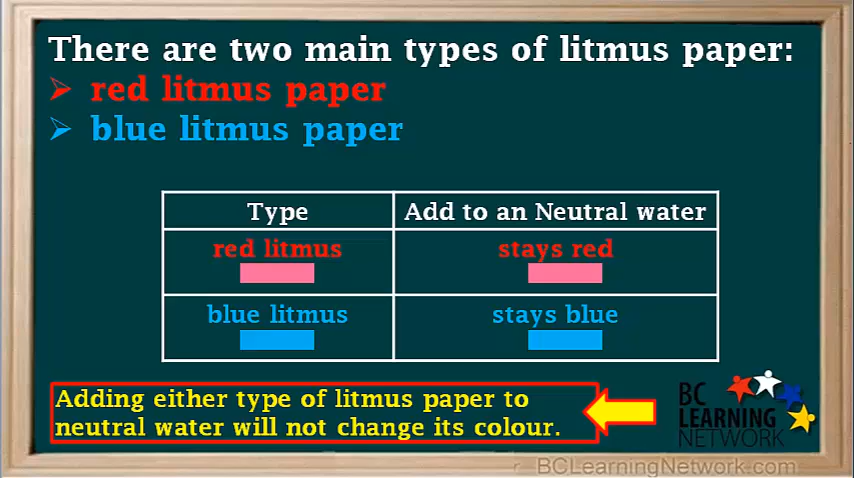 There are two main types of litmus paper:
➢ red litmus paper
➢ blue litmus paper
Type Add to an Neutral water
red litmus stays red
blue litmus stays blue
Adding either type of litmus paper to
neutral water will not change its colour.
BC
LEARNING
NETWORK
r BCLearningNetwork.com